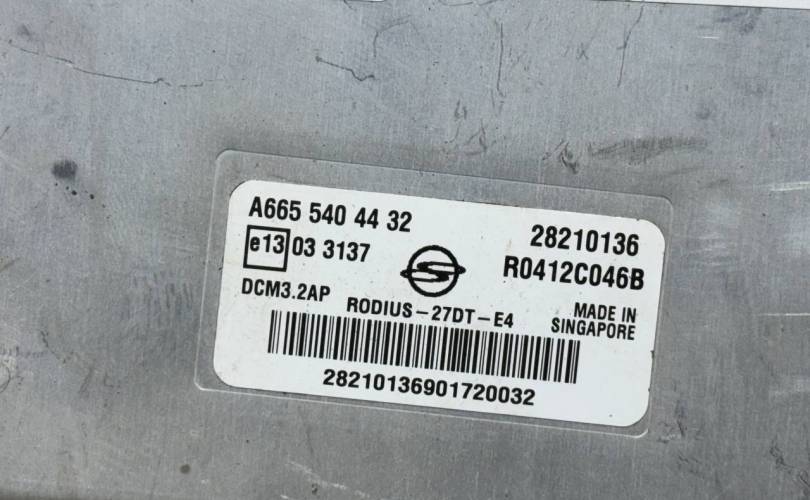 A665 540 44 32
28210136
e13 03 3137
R0412C046B
DCM3.2AP
RODIUS-27DT-E4
MADE IN
SINGAPORE
28210136901720032